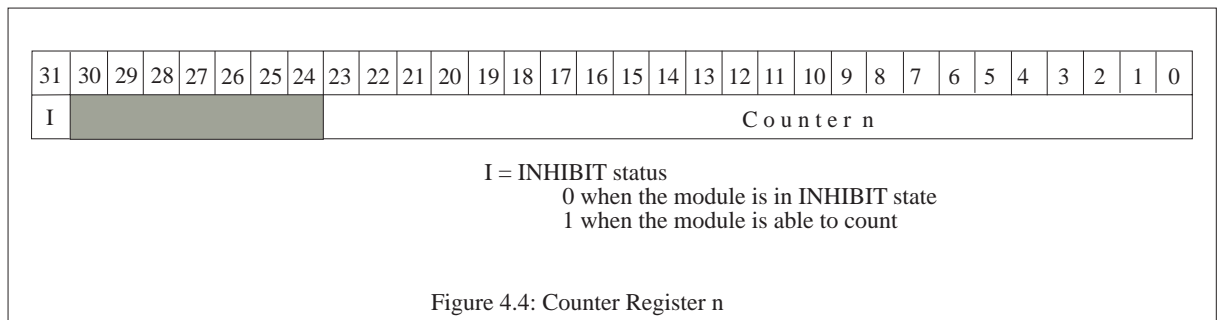 31 30 29 28 27 26 25 24 23 22 21 20 19 18 17 16 15 14 13 12 11 10 9 8 7 6 5 4 3 2 1 0
I Counter n
I = INHIBIT status
0 when the module is in INHIBIT state
1 when the module is able to count
Figure 4.4: Counter Register n